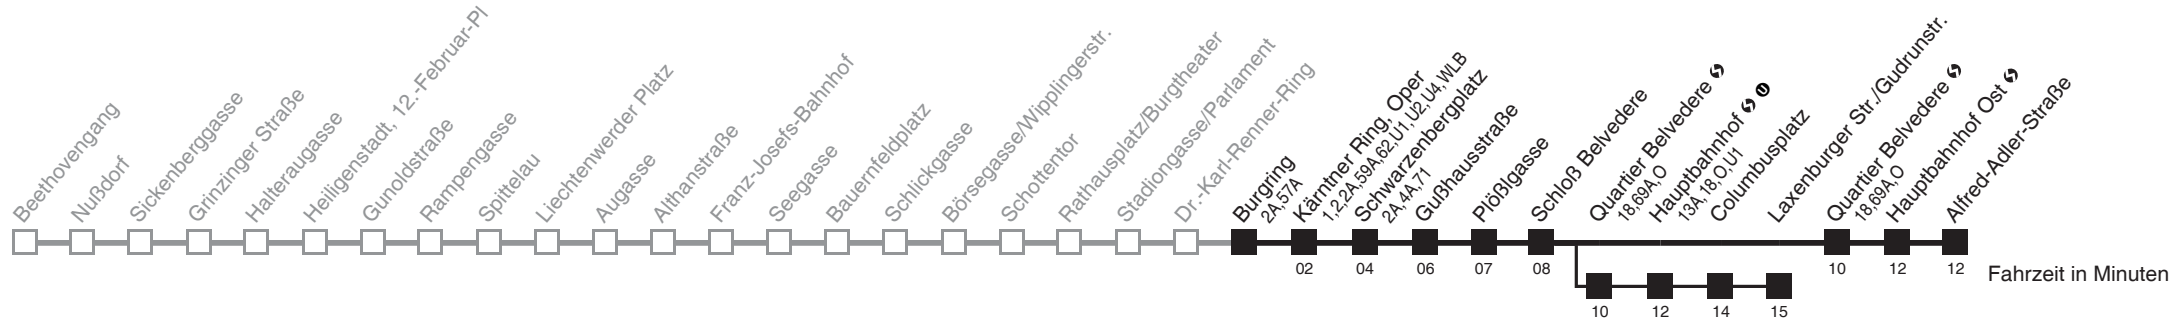 Beethovengang
Nußdorf
Sickenberggasse
Grinzinger Straße
Halteraugasse
Heiligenstadt, 12.-Februar-Pl
Gunoldstraße
Rampengasse
Spittelau
Liechtenwerder Platz
Augasse
Althanstraße
Franz-Josefs-Bahnhof
Seegasse
Bauernfeldplatz
Schlickgasse
Börsegasse/Wipplingerstr.
Schottentor
Rathausplatz/Burgtheater
Stadiongasse/Parlament
Dr.-Karl-Renner-Ring
Burgring
2A,57A
Kärntner Ring, Oper
1,2,2A,59A,62,U1,U2,U4,WLB
Schwarzenbergplatz
2A,4A,71
Gußhausstraße
Plößlgasse
Schloß Belvedere
Quartier Belvedere S
18,69A,O
Hauptbahnhof S U
13A,18,O,U1
Columbusplatz
Laxenburger Str./Gudrunstr.
Quartier Belvedere S
18,69A,O
Hauptbahnhof Ost S
Alfred-Adler-Straße
02 04 06 07 08 10 12 12
Fahrzeit in Minuten
10 12 14 15